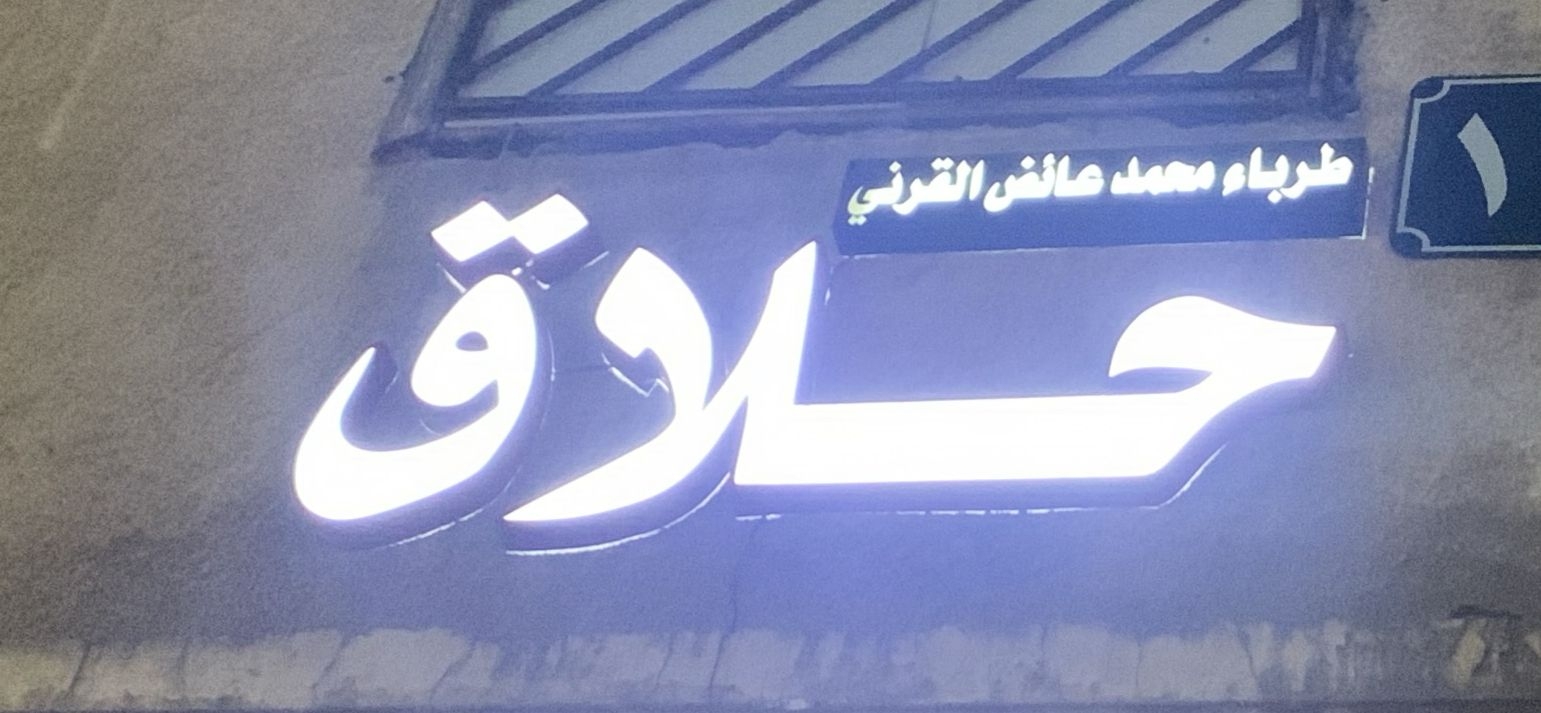 طرباء محمد عائض القرني
١
حلاق